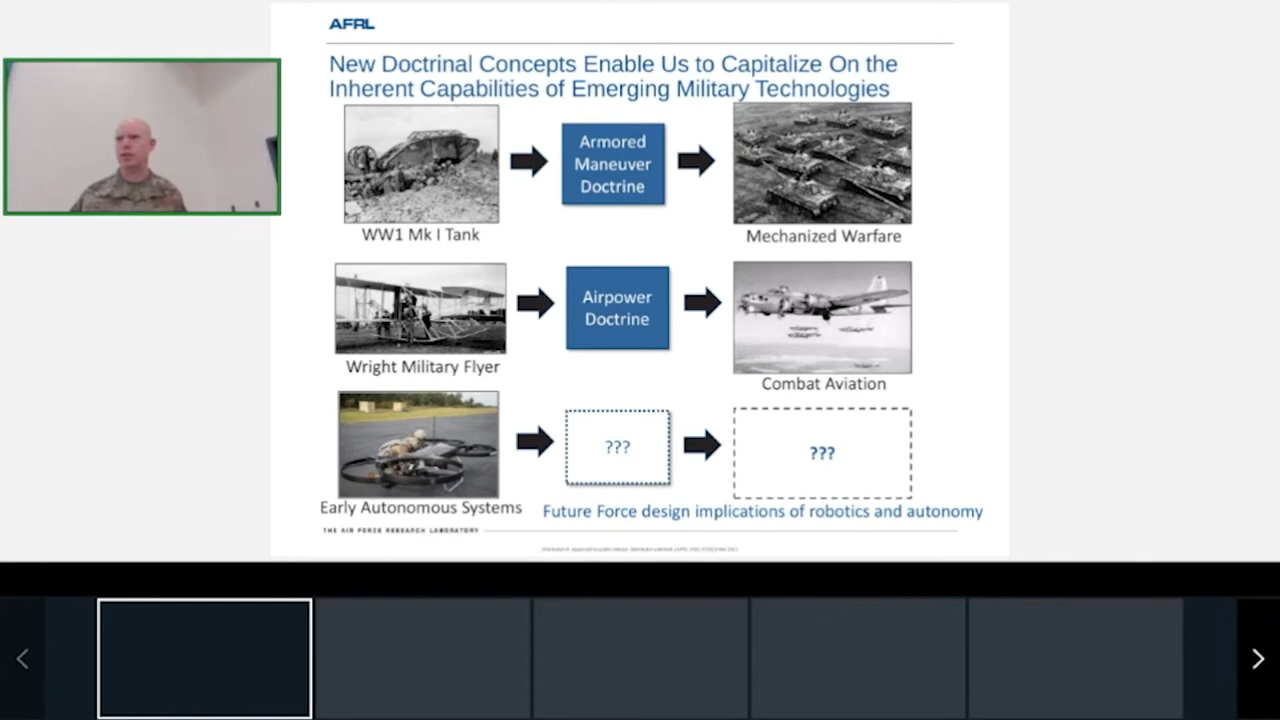 AFRL
New Doctrinal Concepts Enable Us to Capitalize On the
Inherent Capabilities of Emerging Military Technologies
Armored
Maneuver
Doctrine
WW1 Mk I Tank
Mechanized Warfare
Airpower
Doctrine
Wright Military Flyer
Combat Aviation
???
???
Early Autonomous Systems
Future Force design implications of robotics and autonomy
THE AIR FORCE RESEARCH LABORATORY